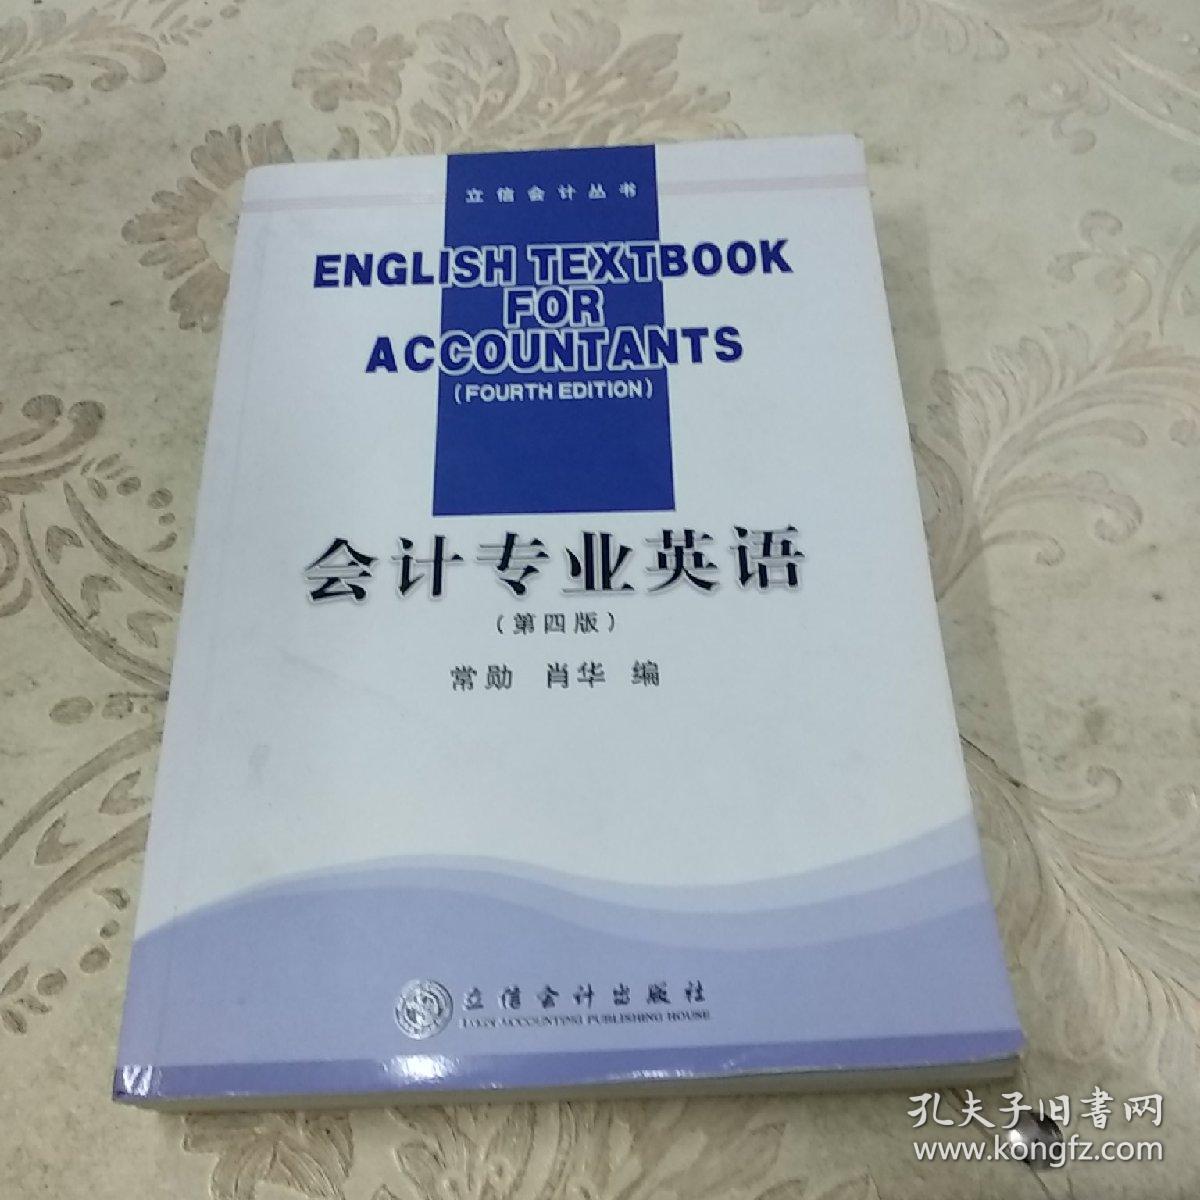 立信会计丛书
ENGLISH TEXTBOOK
FOR
ACCOUNTANTS
(FOURTH EDITION)
会计专业英语
(第四版)
常勋 肖华 编
立信会计出版社
LIXIN ACCOUNTING PUBLISHING HOUSE
孔夫子旧書网
www.kongfz.com